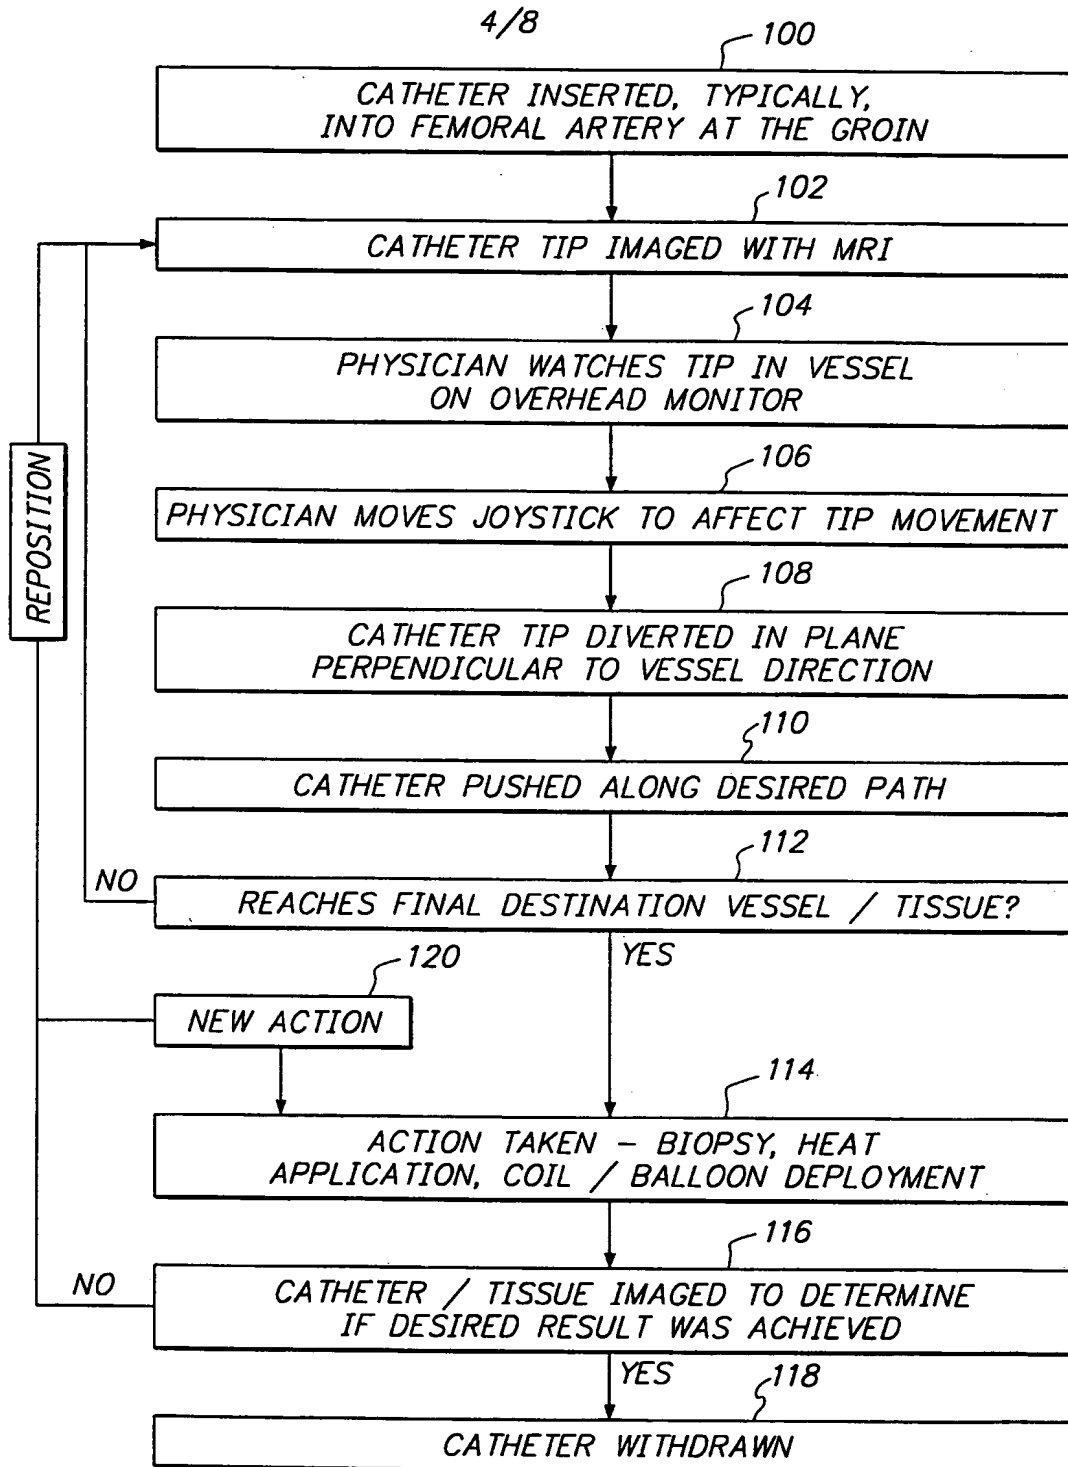 4/8
100
CATHETER INSERTED, TYPICALLY,
INTO FEMORAL ARTERY AT THE GROIN
102
CATHETER TIP IMAGED WITH MRI
104
PHYSICIAN WATCHES TIP IN VESSEL
ON OVERHEAD MONITOR
REPOSITION
106
PHYSICIAN MOVES JOYSTICK TO AFFECT TIP MOVEMENT
108
CATHETER TIP DIVERTED IN PLANE
PERPENDICULAR TO VESSEL DIRECTION
110
CATHETER PUSHED ALONG DESIRED PATH
112
NO
REACHES FINAL DESTINATION VESSEL / TISSUE?
YES
120
NEW ACTION
114
ACTION TAKEN – BIOPSY, HEAT
APPLICATION, COIL / BALLOON DEPLOYMENT
116
NO
CATHETER / TISSUE IMAGED TO DETERMINE
IF DESIRED RESULT WAS ACHIEVED
YES
118
CATHETER WITHDRAWN